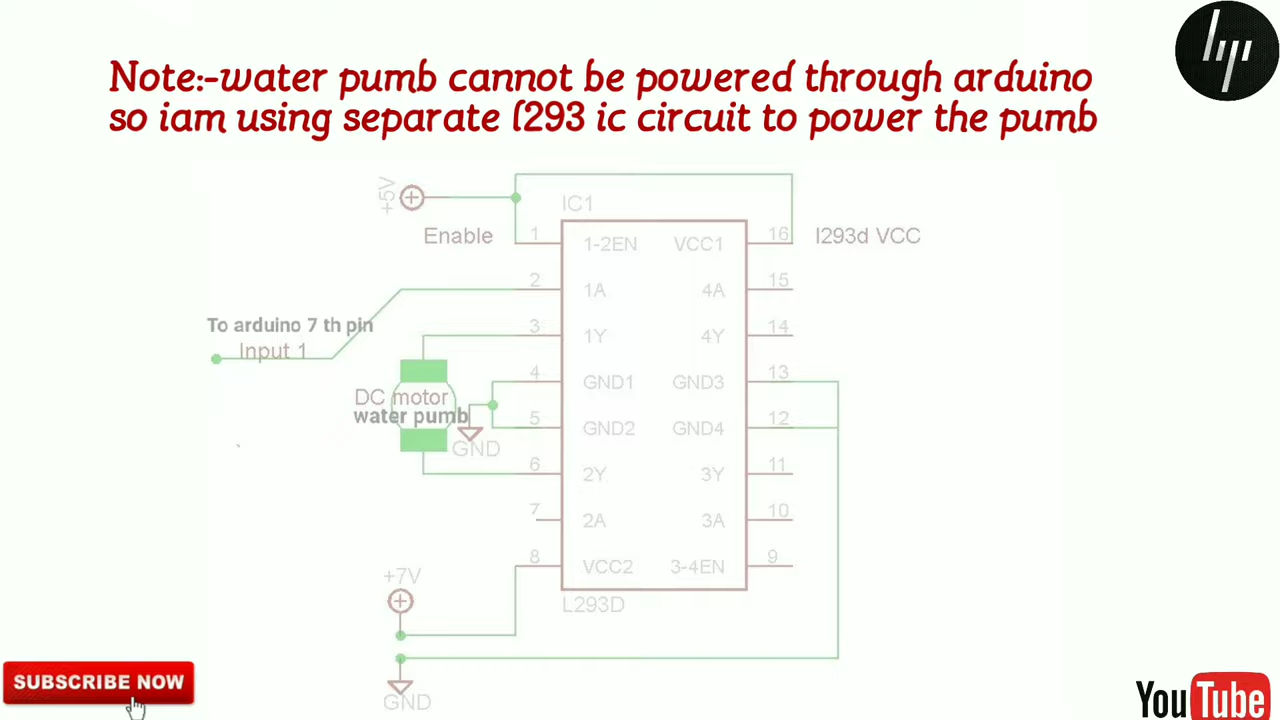 Note:-water pumb cannot be powered through arduino
so iam using separate l293 ic circuit to power the pumb
hp
+5V
IC1
Enable
1
1-2EN
VCC1
16
l293d VCC
2
1A
4A
15
To arduino 7 th pin
Input 1
3
1Y
4Y
14
4
GND1
GND3
13
DC motor
water pumb
5
GND2
GND4
12
GND
6
2Y
3Y
11
7
2A
3A
10
8
VCC2
3-4EN
9
+7V
L293D
GND
SUBSCRIBE NOW
YouTube